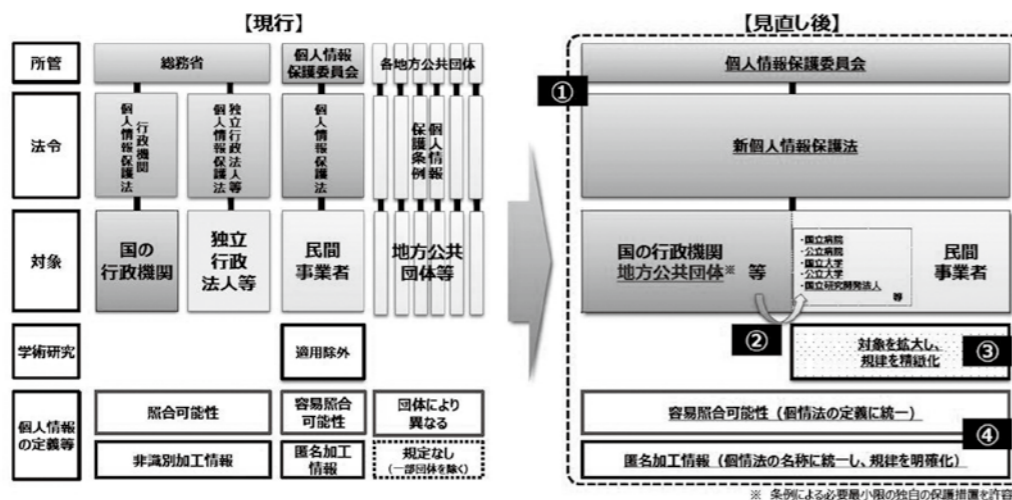 【現行】
【見直し後】
所管
総務省
個人情報
保護委員会
各地方公共団体
①
個人情報保護委員会
法令
行政機関
個人情報保護法
独立行政法人等
個人情報保護法
個人情報保護法
個人情報
保護条例
新個人情報保護法
対象
国の
行政機関
独立
行政
法人等
民間
事業者
地方公共
団体等
国の行政機関
地方公共団体※ 等
・国立病院
・公立病院
・国立大学
・公立大学
・国立研究開発法人
等
民間
事業者
②
学術研究
適用除外
対象を拡大し、
規律を精緻化
③
個人情報
の定義等
照合可能性
容易照合
可能性
団体により
異なる
容易照合可能性（個情法の定義に統一）
④
非識別加工情報
匿名加工
情報
規定なし
（一部団体を除く）
匿名加工情報（個情法の名称に統一し、規律を明確化）
※ 条例による必要最小限の独自の保護措置を許容